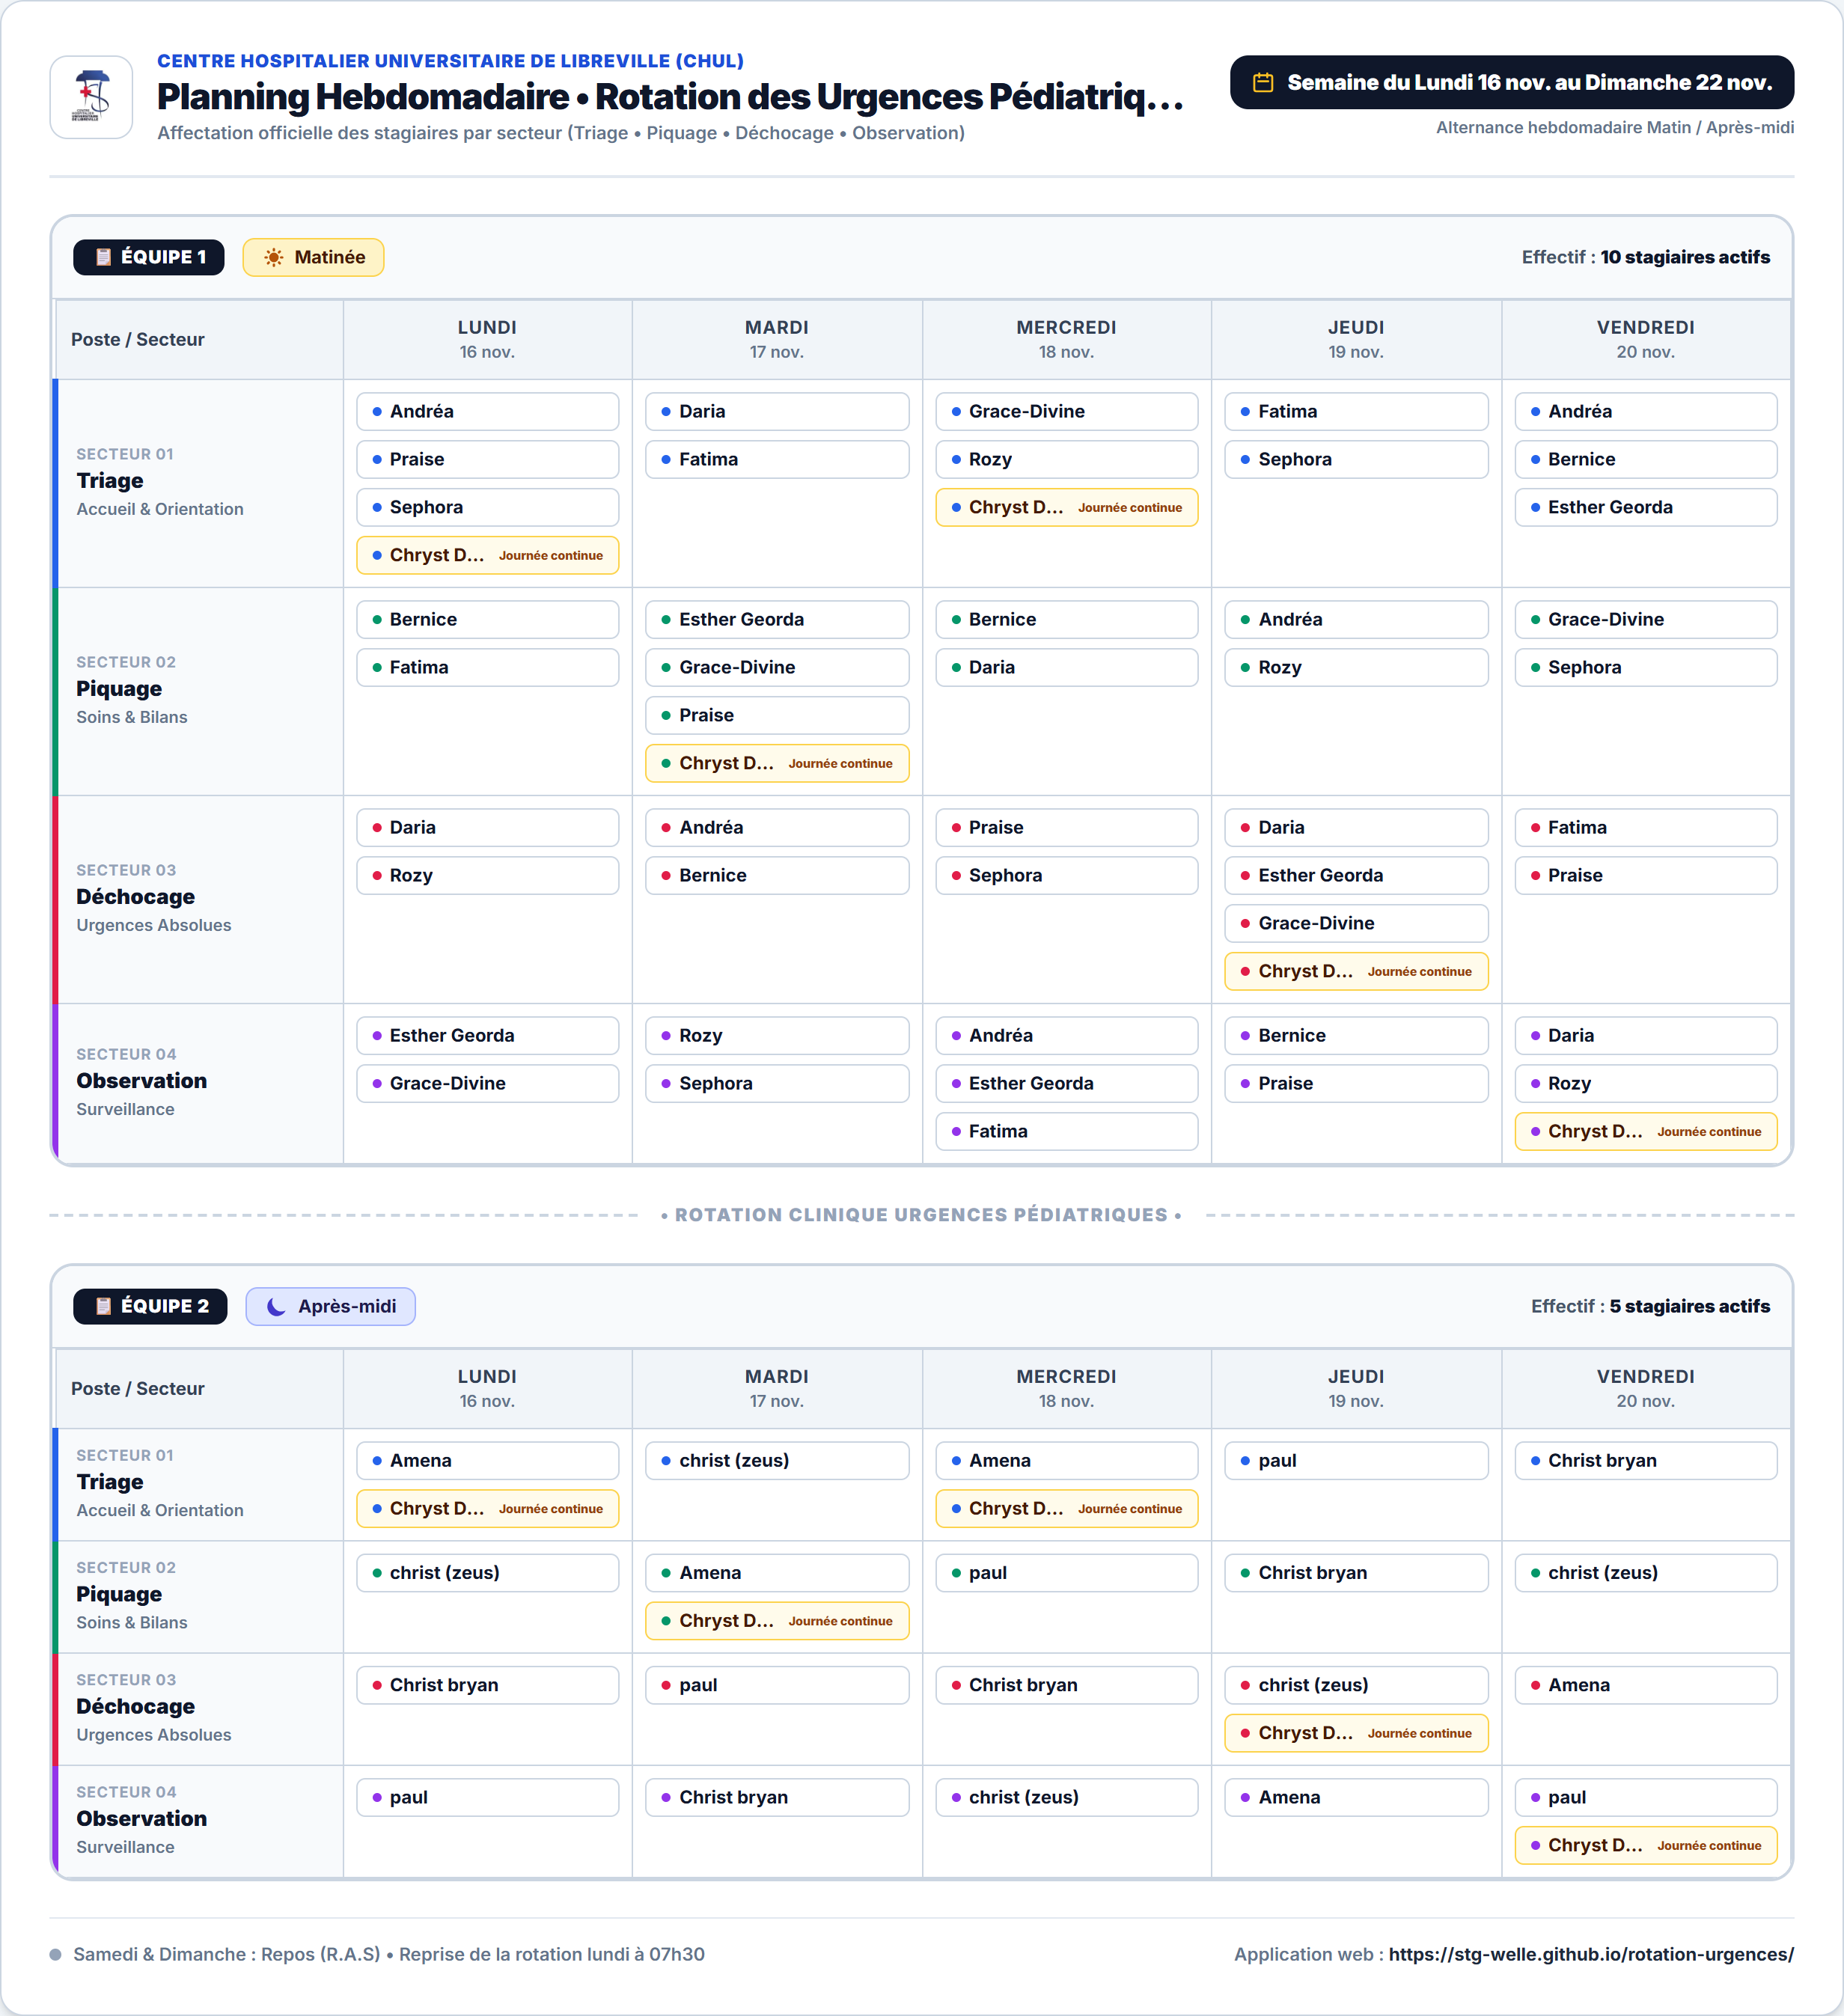 CENTRE HOSPITALIER UNIVERSITAIRE DE LIBREVILLE (CHUL)
Planning Hebdomadaire • Rotation des Urgences Pédiatriq…
Affectation officielle des stagiaires par secteur (Triage • Piquage • Déchocage • Observation)
Semaine du Lundi 16 nov. au Dimanche 22 nov.
Alternance hebdomadaire Matin / Après-midi
ÉQUIPE 1 Matinée Effectif : 10 stagiaires actifs
Poste / Secteur
LUNDI MARDI MERCREDI JEUDI VENDREDI
16 nov. 17 nov. 18 nov. 19 nov. 20 nov.
SECTEUR 01
Triage
Accueil & Orientation
Andréa Daria Grace-Divine Fatima Andréa
Praise Fatima Rozy Sephora Bernice
Sephora Chryst D… Journée continue Esther Georda
Chryst D… Journée continue
SECTEUR 02
Piquage
Soins & Bilans
Bernice Esther Georda Bernice Andréa Grace-Divine
Fatima Grace-Divine Daria Rozy Sephora
Praise
Chryst D… Journée continue
SECTEUR 03
Déchocage
Urgences Absolues
Daria Andréa Praise Daria Fatima
Rozy Bernice Sephora Esther Georda Praise
Grace-Divine
Chryst D… Journée continue
SECTEUR 04
Observation
Surveillance
Esther Georda Rozy Andréa Bernice Daria
Grace-Divine Sephora Esther Georda Praise Rozy
Fatima Chryst D… Journée continue
• ROTATION CLINIQUE URGENCES PÉDIATRIQUES •
ÉQUIPE 2 Après-midi Effectif : 5 stagiaires actifs
Poste / Secteur
LUNDI MARDI MERCREDI JEUDI VENDREDI
16 nov. 17 nov. 18 nov. 19 nov. 20 nov.
SECTEUR 01
Triage
Accueil & Orientation
Amena christ (zeus) Amena paul Christ bryan
Chryst D… Journée continue Chryst D… Journée continue
SECTEUR 02
Piquage
Soins & Bilans
christ (zeus) Amena paul Christ bryan christ (zeus)
Chryst D… Journée continue
SECTEUR 03
Déchocage
Urgences Absolues
Christ bryan paul Christ bryan christ (zeus) Amena
Chryst D… Journée continue
SECTEUR 04
Observation
Surveillance
paul Christ bryan christ (zeus) Amena paul
Chryst D… Journée continue
Samedi & Dimanche : Repos (R.A.S) • Reprise de la rotation lundi à 07h30
Application web : https://stg-welle.github.io/rotation-urgences/